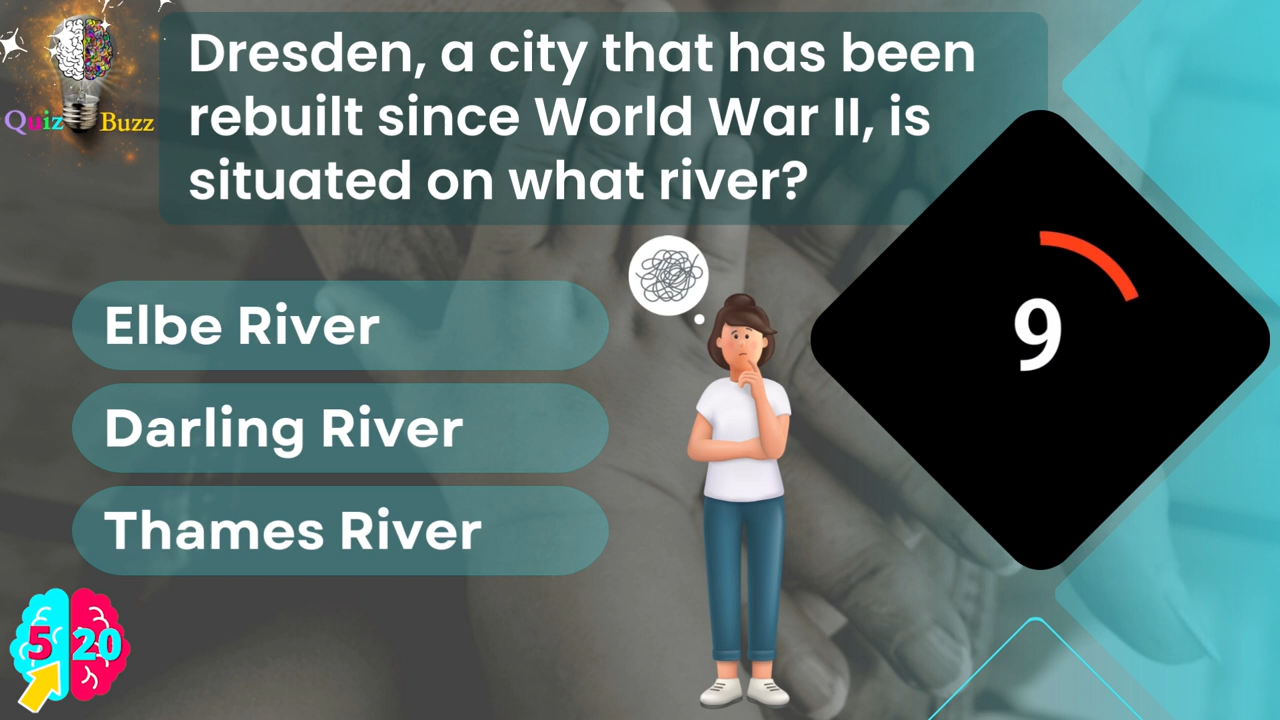 Quiz Buzz
Dresden, a city that has been
rebuilt since World War II, is
situated on what river?
9
Elbe River
Darling River
Thames River
5 20